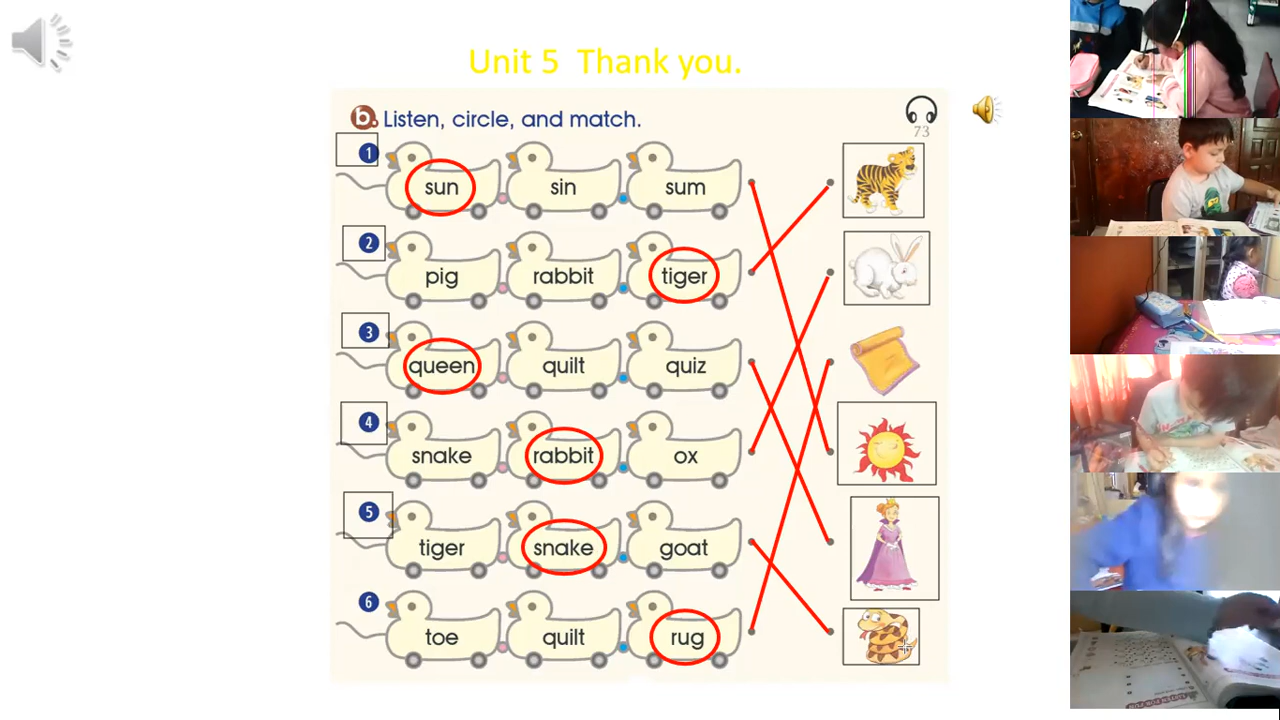 Unit 5 Thank you.
b. Listen, circle, and match.
73
1 sun sin sum
2 pig rabbit tiger
3 queen quilt quiz
4 snake rabbit ox
5 tiger snake goat
6 toe quilt rug